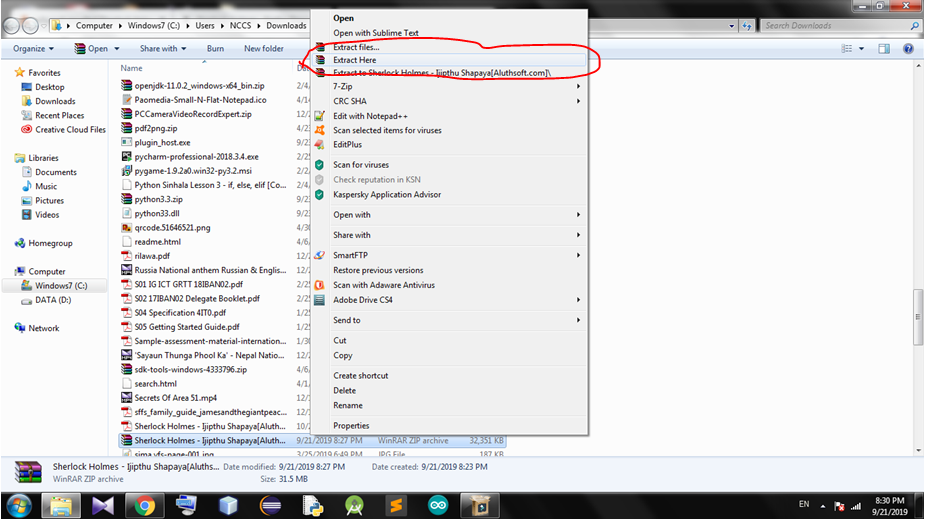 Computer ▸ Windows7 (C:) ▸ Users ▸ NCCS ▸ Downloads
Search Downloads
Organize
Open
Share with
Burn
New folder
Name
Favorites
Desktop
Downloads
Recent Places
Creative Cloud Files
Libraries
Documents
Music
Pictures
Videos
Homegroup
Computer
Windows7 (C:)
DATA (D:)
Network
openjdk-11.0.2_windows-x64_bin.zip
Paomedia-Small-N-Flat-Notepad.ico
PCCameraVideoRecordExpert.zip
pdf2png.zip
plugin_host.exe
pycharm-professional-2018.3.4.exe
pygame-1.9.2a0.win32-py3.2.msi
Python Sinhala Lesson 3 - if, else, elif [Co...
python3.3.zip
python33.dll
qrcode.51646521.png
readme.html
rilawa.pdf
Russia National anthem Russian & Englis...
S01 IG ICT GRTT 18IBAN02.pdf
S02 17IBAN02 Delegate Booklet.pdf
S04 Specification 4IT0.pdf
S05 Getting Started Guide.pdf
Sample-assessment-material-internation...
'Sayaun Thunga Phool Ka' - Nepal Natio...
sdk-tools-windows-4333796.zip
search.html
Secrets Of Area 51.mp4
sffs_family_guide_jamesandthegiantpeac...
Sherlock Holmes - Ijipthu Shapaya[Aluth... 9/21/2019 8:27 PM WinRAR ZIP archive 32,351 KB
sima.vfs-page-001.jpg 3/25/2019 6:49 PM JPG File 187 KB
Open
Open with Sublime Text
Extract files...
Extract Here
Extract to Sherlock Holmes - Ijipthu Shapaya[Aluthsoft.com]\
7-Zip
CRC SHA
Edit with Notepad++
Scan selected items for viruses
EditPlus
Scan for viruses
Check reputation in KSN
Kaspersky Application Advisor
Open with
Share with
SmartFTP
Restore previous versions
Scan with Adaware Antivirus
Adobe Drive CS4
Send to
Cut
Copy
Create shortcut
Delete
Rename
Properties
Sherlock Holmes - Ijipthu Shapaya[Aluths... Date modified: 9/21/2019 8:27 PM Date created: 9/21/2019 8:23 PM
WinRAR ZIP archive Size: 31.5 MB
EN
8:30 PM
9/21/2019